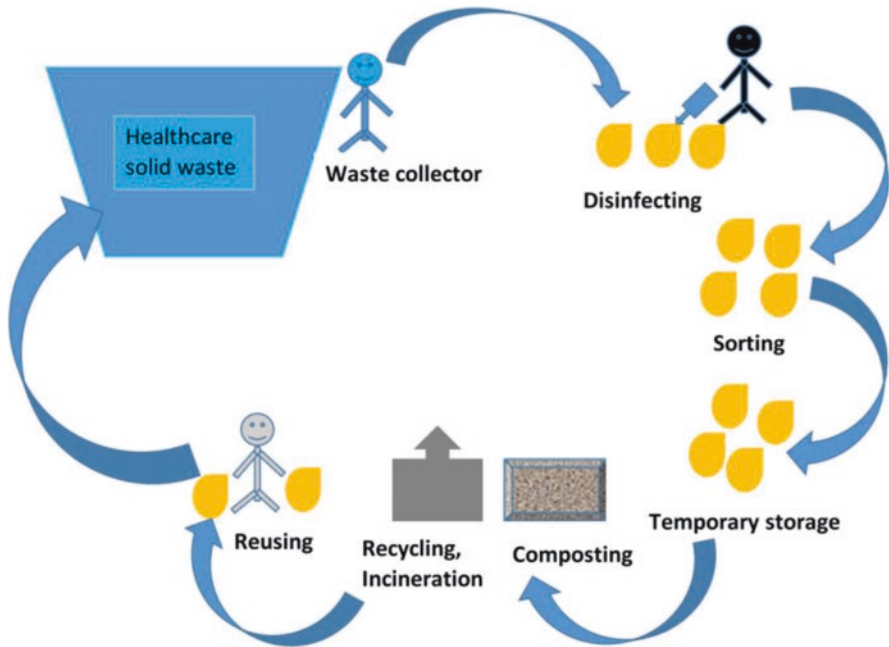 Healthcare
solid waste
Waste collector
Disinfecting
Sorting
Temporary storage
Composting
Recycling,
Incineration
Reusing